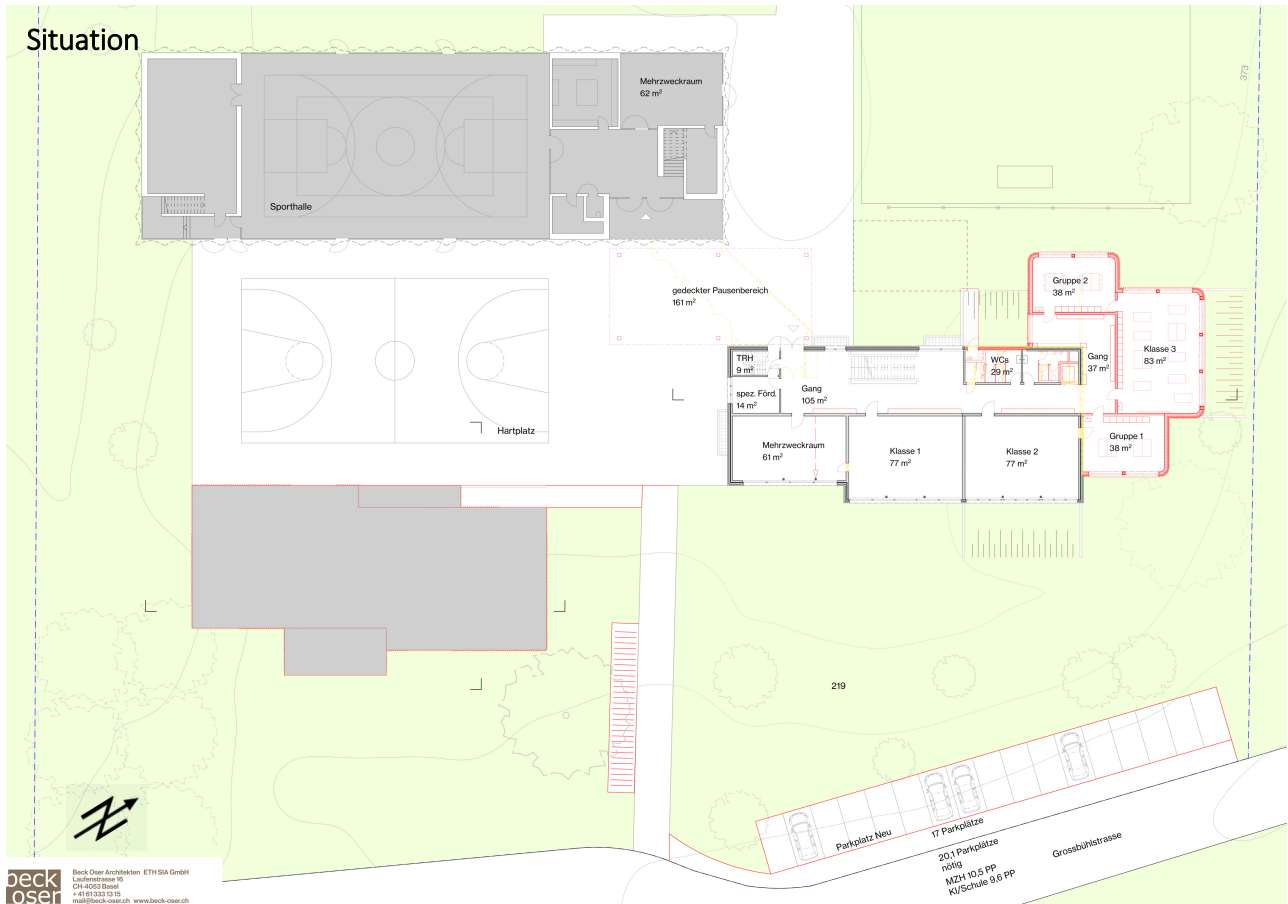 Situation
Mehrzweckraum
62 m²
373
Sporthalle
gedeckter Pausenbereich
161 m²
Gruppe 2
38 m²
Klasse 3
83 m²
Gang
37 m²
TRH
9 m²
WCs
29 m²
spez. Förd.
14 m²
Gang
105 m²
Hartplatz
Mehrzweckraum
61 m²
Klasse 1
77 m²
Klasse 2
77 m²
Gruppe 1
38 m²
219
Parkplatz Neu
17 Parkplätze
20,1 Parkplätze
nötig
MZH 10,5 PP
KI/Schule 9,6 PP
Grossbühlstrasse
beck
oser
Beck Oser Architekten ETH SIA GmbH
Laufenstrasse 16
CH-4053 Basel
+ 41 61 333 13 15
mail@beck-oser.ch www.beck-oser.ch